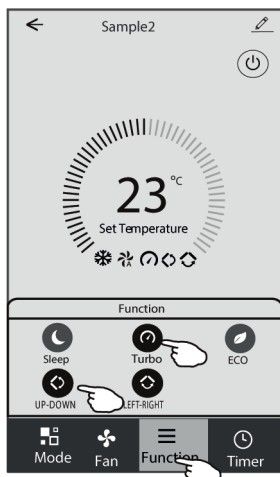 Sample2
23°C
Set Temperature
Function
Sleep Turbo ECO
UP-DOWN LEFT-RIGHT
Mode Fan Function Timer